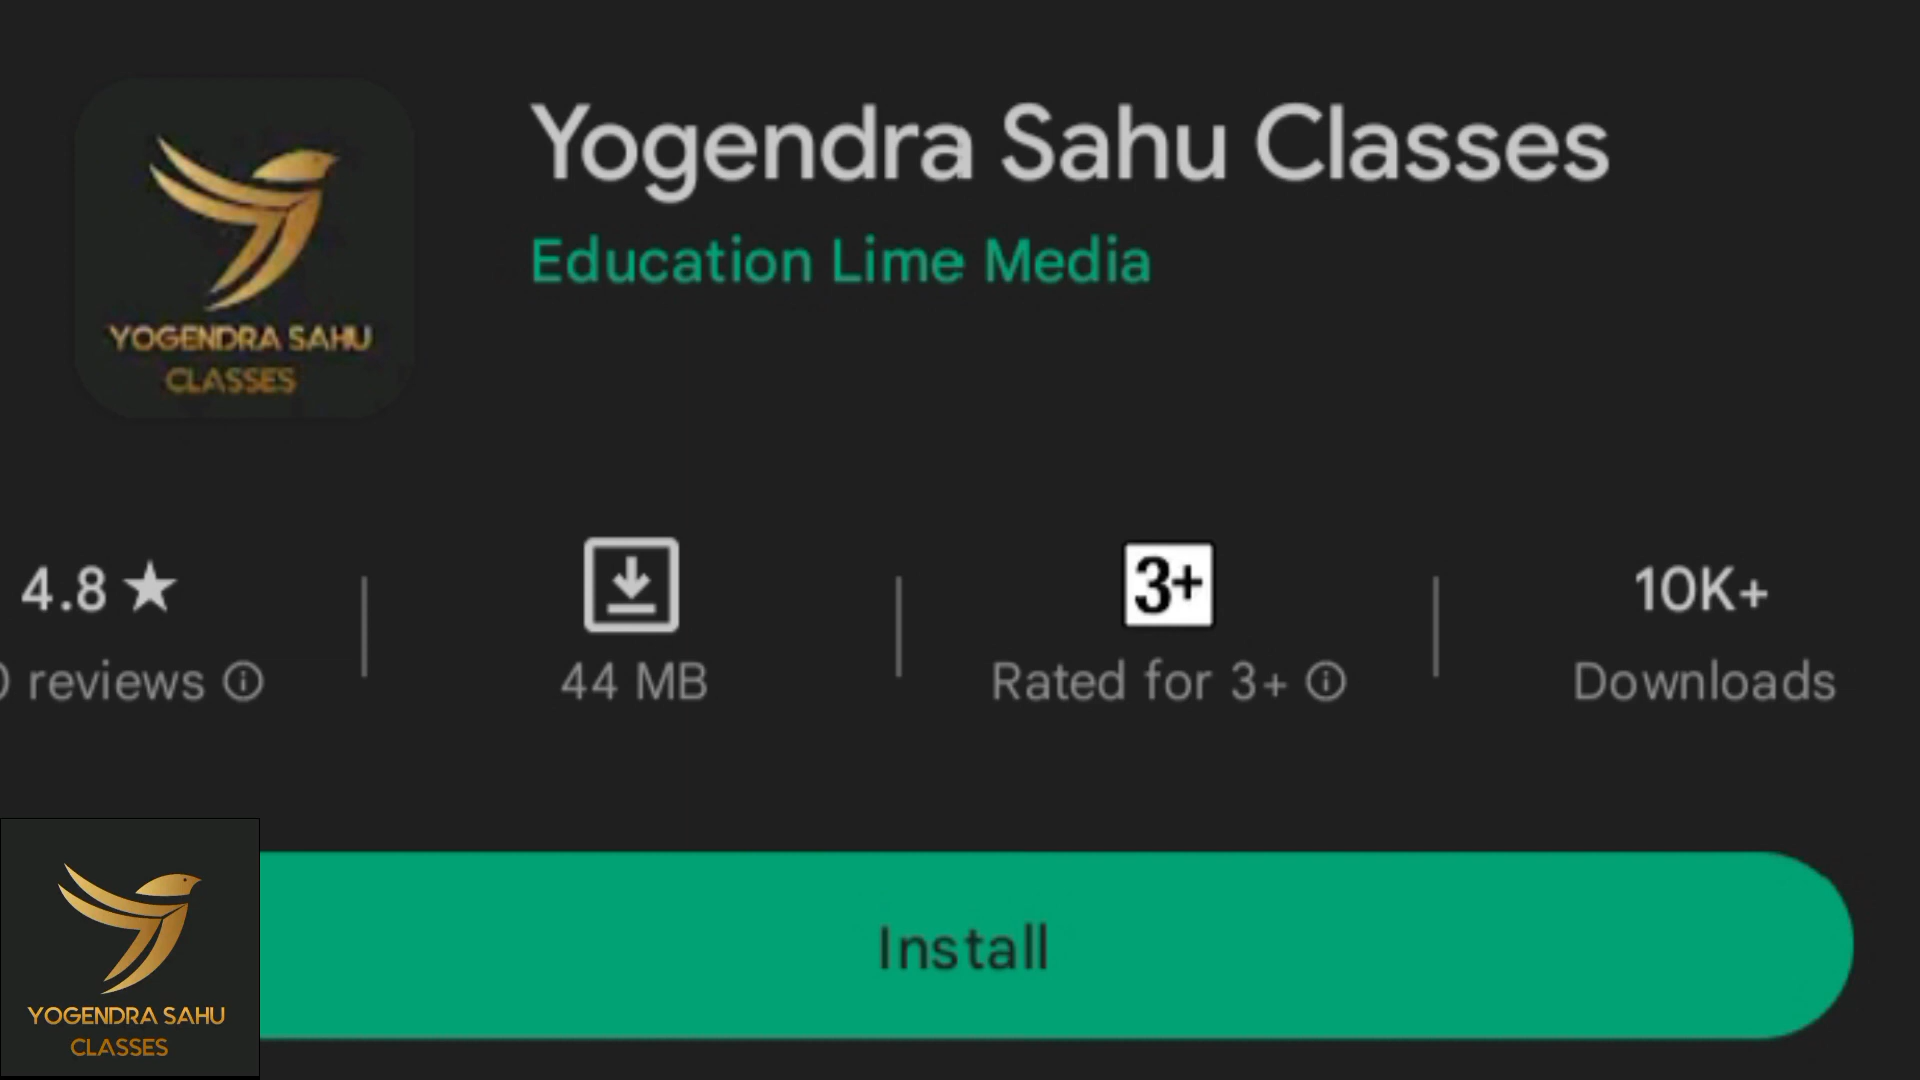 YOGENDRA SAHU
CLASSES
Yogendra Sahu Classes
Education Lime Media
4.8 ★
reviews
44 MB
3+
Rated for 3+
10K+
Downloads
Install
YOGENDRA SAHU
CLASSES